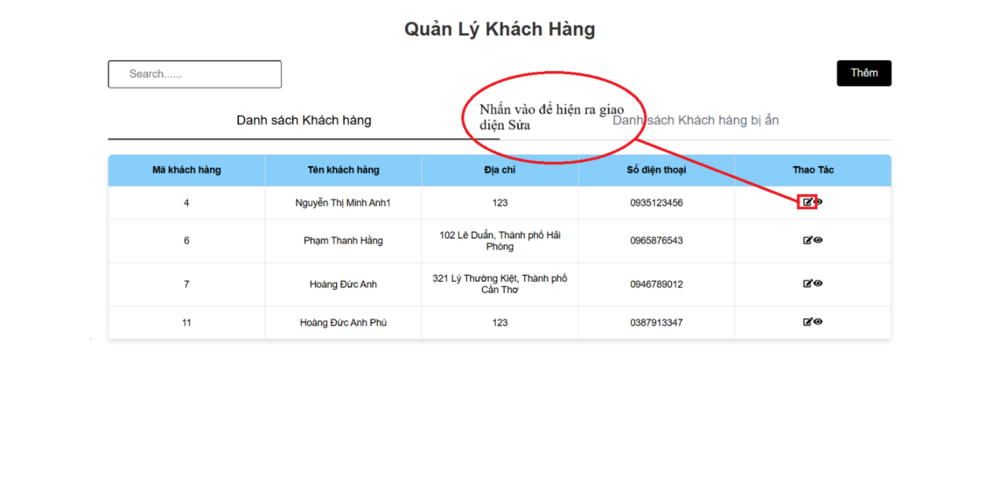 Quản Lý Khách Hàng
Search......
Thêm
Danh sách Khách hàng
Nhấn vào để hiện ra giao
diện Sửa
Danh sách Khách hàng bị ẩn
Mã khách hàng Tên khách hàng Địa chỉ Số điện thoại Thao Tác
4 Nguyễn Thị Minh Anh1 123 0935123456
6 Phạm Thanh Hằng 102 Lê Duẩn, Thành phố Hải 0965876543
Phòng
7 Hoàng Đức Anh 321 Lý Thường Kiệt, Thành phố 0946789012
Cần Thơ
11 Hoàng Đức Anh Phú 123 0387913347